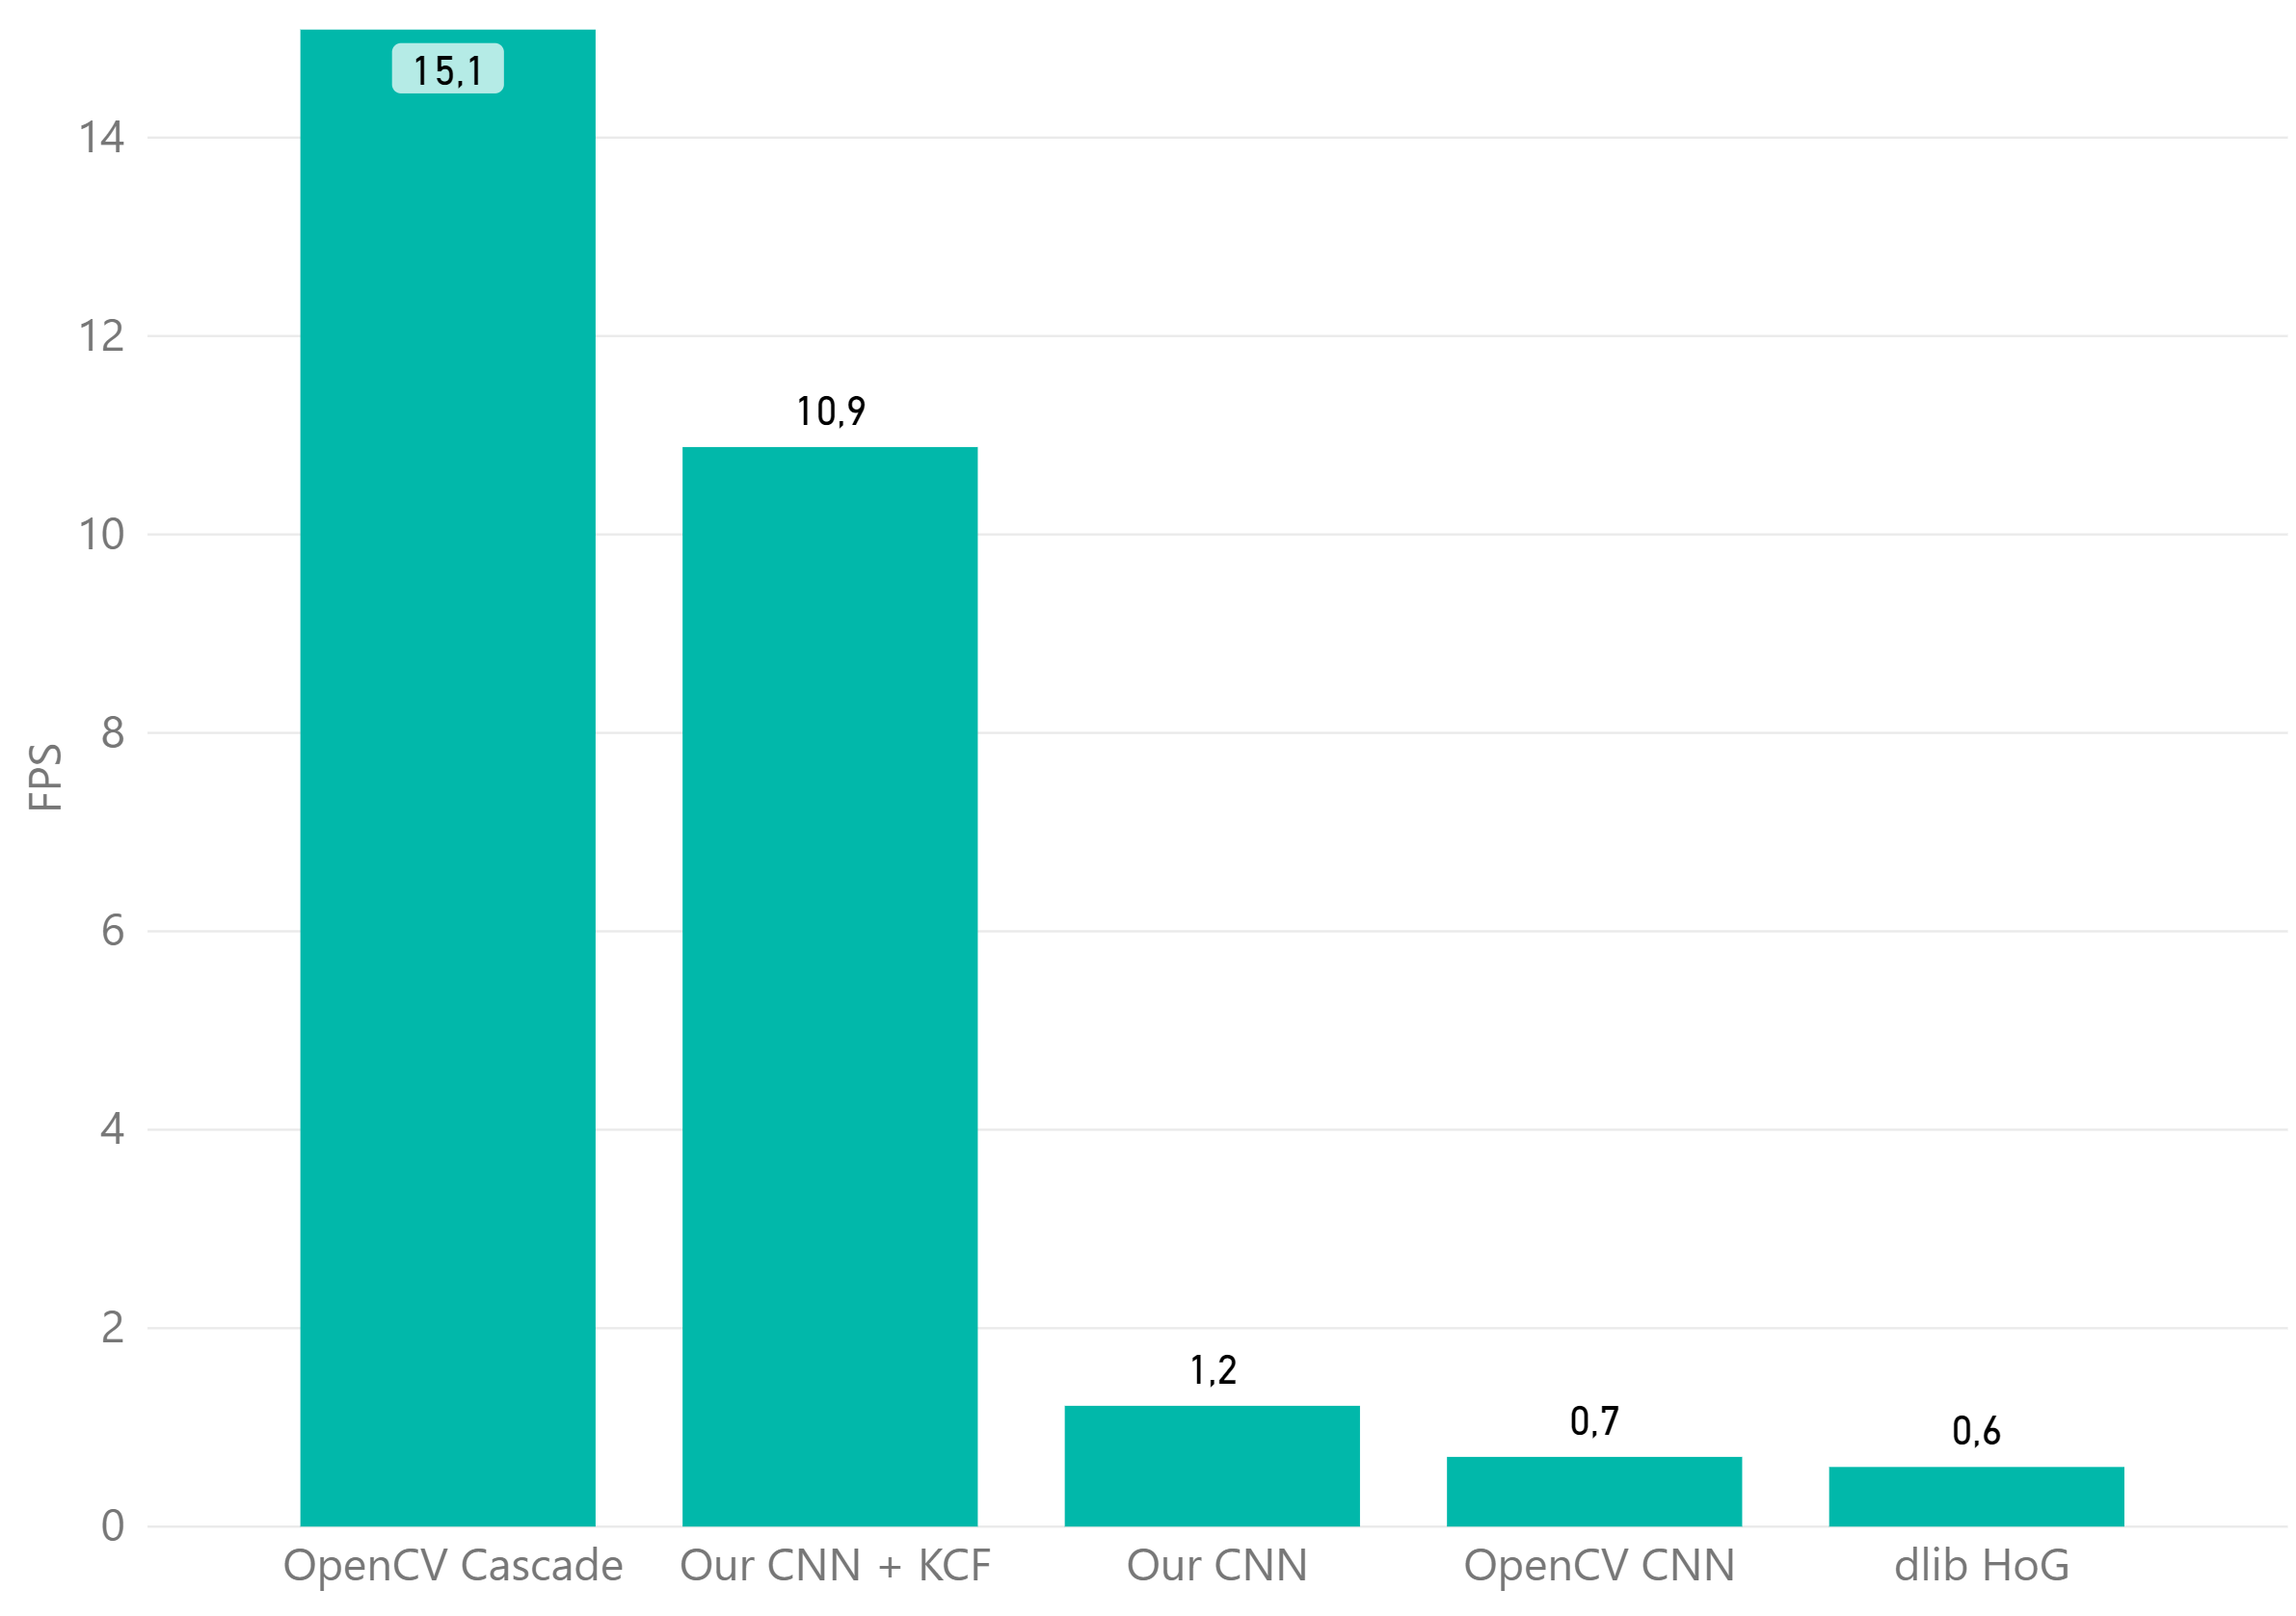 15,1
14
12
10,9
10
8
FPS
6
4
2
1,2
0,7
0,6
0
OpenCV Cascade
Our CNN + KCF
Our CNN
OpenCV CNN
dlib HoG